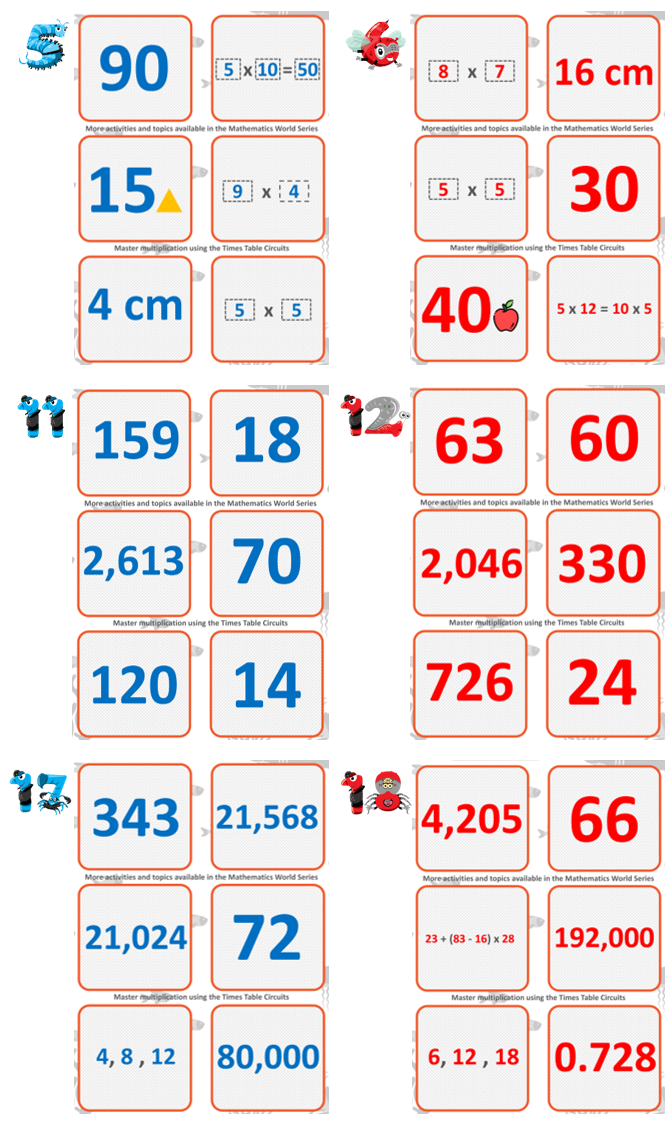 5
90
5 x 10 = 50
More activities and topics available in the Mathematics World Series
15
9 x 4
Master multiplication using the Times Table Circuits
4 cm
5 x 5
6
8 x 7
16 cm
More activities and topics available in the Mathematics World Series
5 x 5
30
Master multiplication using the Times Table Circuits
40
5 x 12 = 10 x 5
11
159
18
More activities and topics available in the Mathematics World Series
2,613
70
Master multiplication using the Times Table Circuits
120
14
12
63
60
More activities and topics available in the Mathematics World Series
2,046
330
Master multiplication using the Times Table Circuits
726
24
17
343
21,568
More activities and topics available in the Mathematics World Series
21,024
72
Master multiplication using the Times Table Circuits
4, 8 , 12
80,000
18
4,205
66
More activities and topics available in the Mathematics World Series
23 + (83 - 16) x 28
192,000
Master multiplication using the Times Table Circuits
6, 12 , 18
0.728